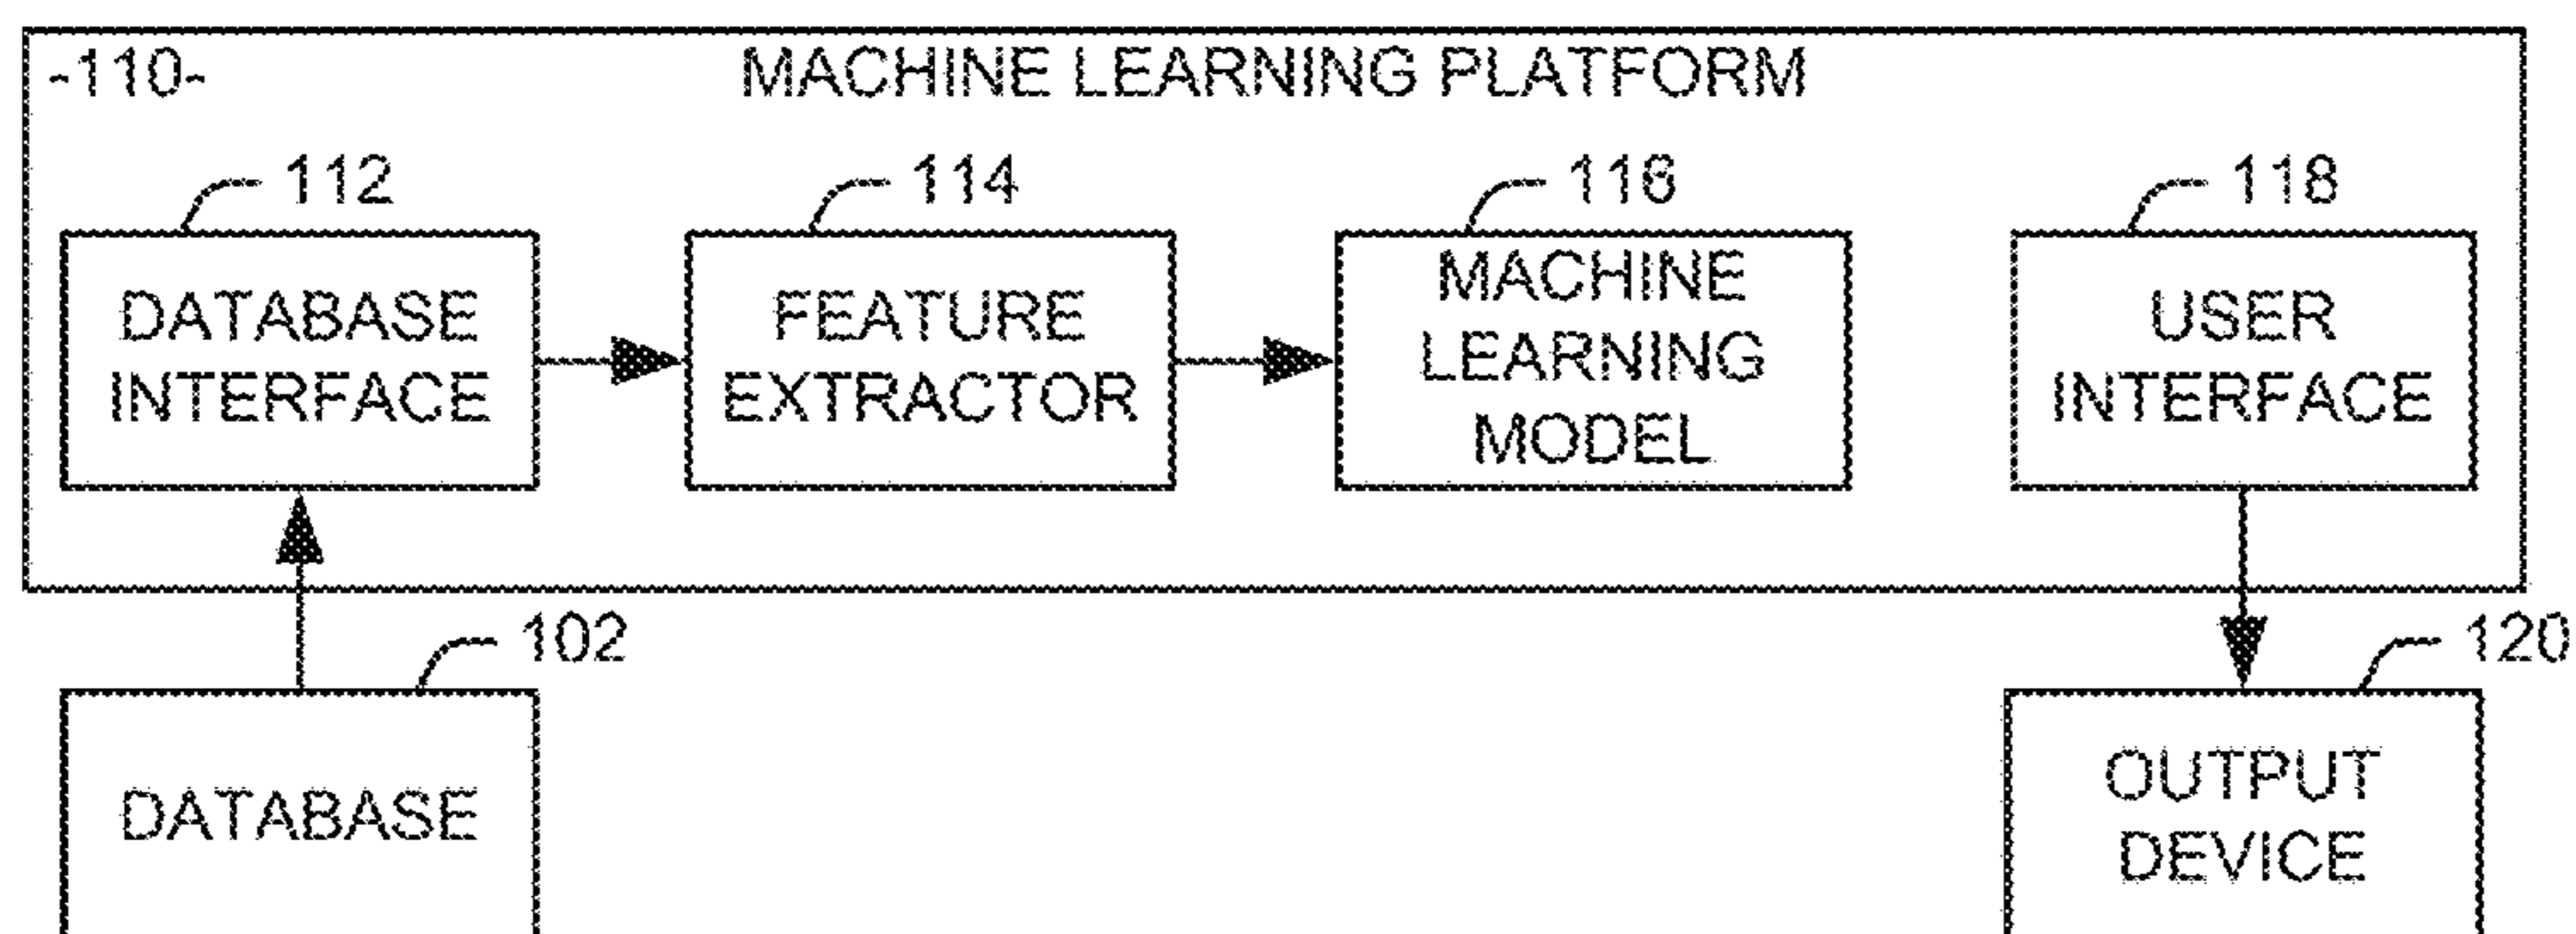 -110- MACHINE LEARNING PLATFORM
112 114 116 118
DATABASE
INTERFACE
FEATURE
EXTRACTOR
MACHINE
LEARNING
MODEL
USER
INTERFACE
102 120
DATABASE
OUTPUT
DEVICE